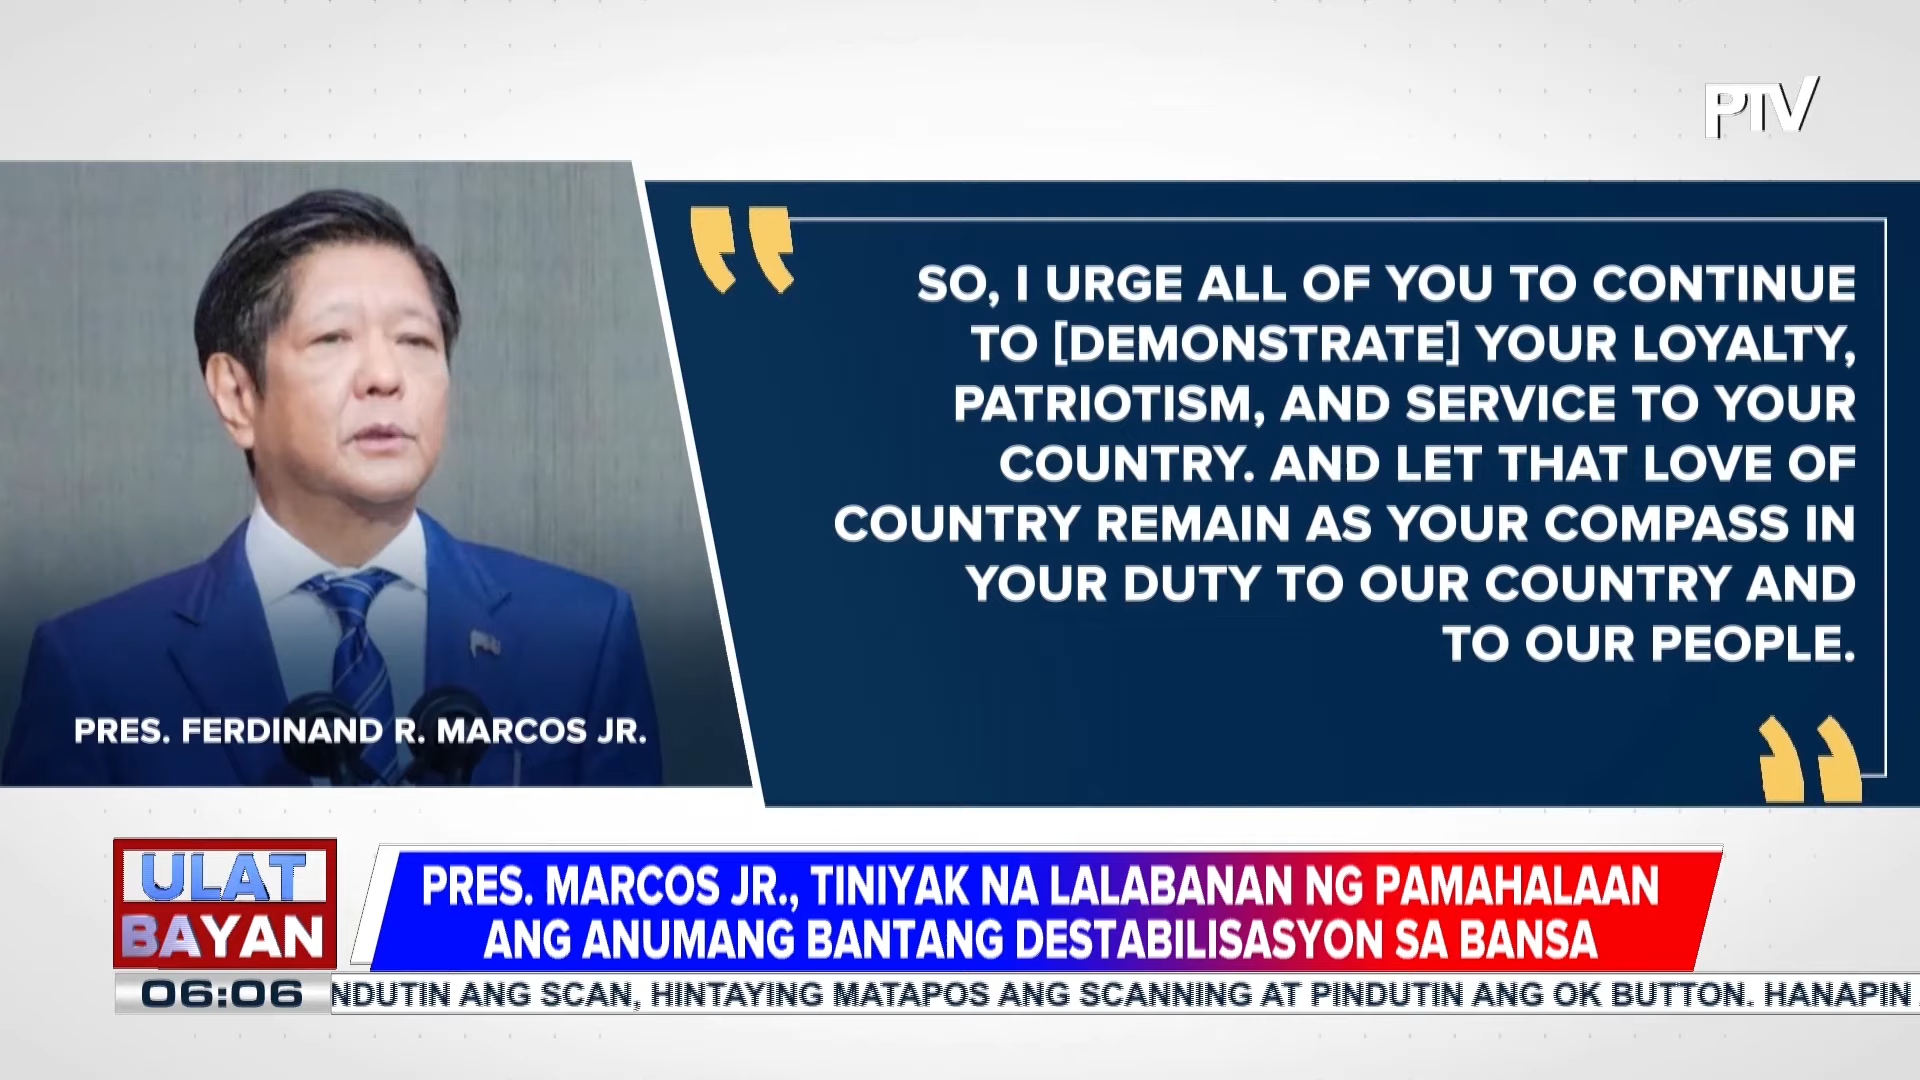 PTV
SO, I URGE ALL OF YOU TO CONTINUE
TO [DEMONSTRATE] YOUR LOYALTY,
PATRIOTISM, AND SERVICE TO YOUR
COUNTRY. AND LET THAT LOVE OF
COUNTRY REMAIN AS YOUR COMPASS IN
YOUR DUTY TO OUR COUNTRY AND
TO OUR PEOPLE.
PRES. FERDINAND R. MARCOS JR.
ULAT
BAYAN
PRES. MARCOS JR., TINIYAK NA LALABANAN NG PAMAHALAAN
ANG ANUMANG BANTANG DESTABILISASYON SA BANSA
06:06
NDUTIN ANG SCAN, HINTAYING MATAPOS ANG SCANNING AT PINDUTIN ANG OK BUTTON. HANAPIN